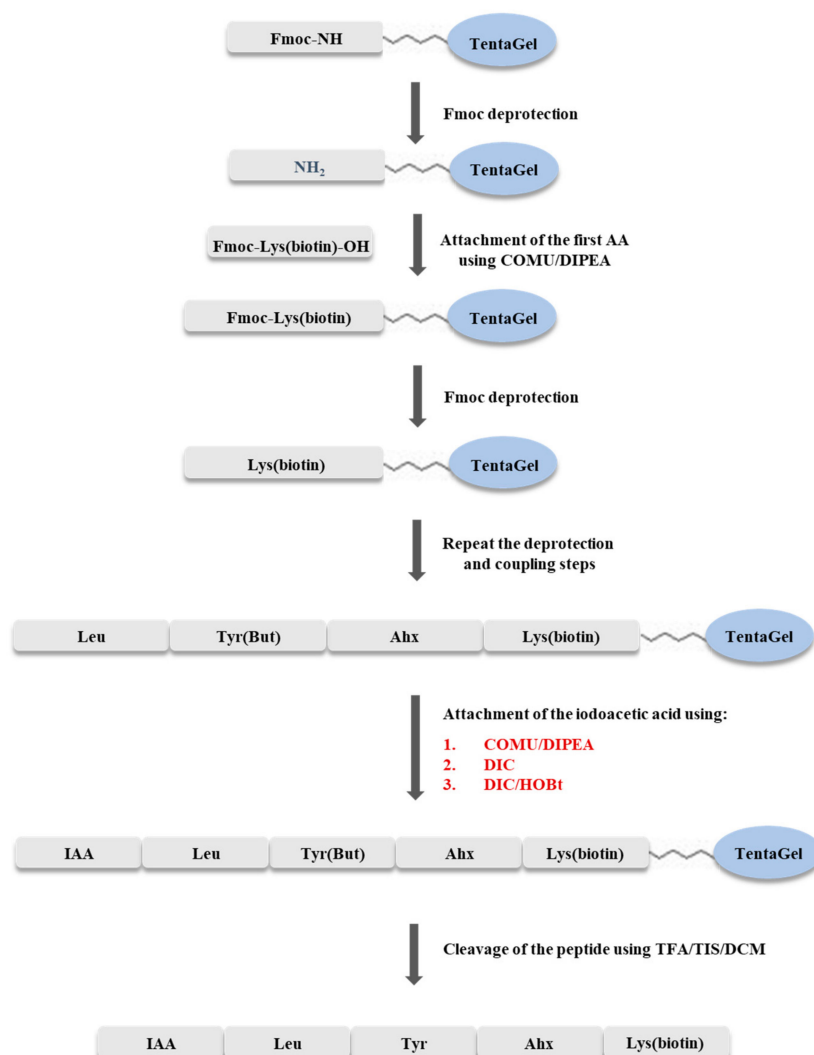 Fmoc-NH
TentaGel
Fmoc deprotection
NH₂
TentaGel
Fmoc-Lys(biotin)-OH
Attachment of the first AA
using COMU/DIPEA
Fmoc-Lys(biotin)
TentaGel
Fmoc deprotection
Lys(biotin)
TentaGel
Repeat the deprotection
and coupling steps
Leu
Tyr(But)
Ahx
Lys(biotin)
TentaGel
Attachment of the iodoacetic acid using:
1. COMU/DIPEA
2. DIC
3. DIC/HOBt
IAA
Leu
Tyr(But)
Ahx
Lys(biotin)
TentaGel
Cleavage of the peptide using TFA/TIS/DCM
IAA
Leu
Tyr
Ahx
Lys(biotin)